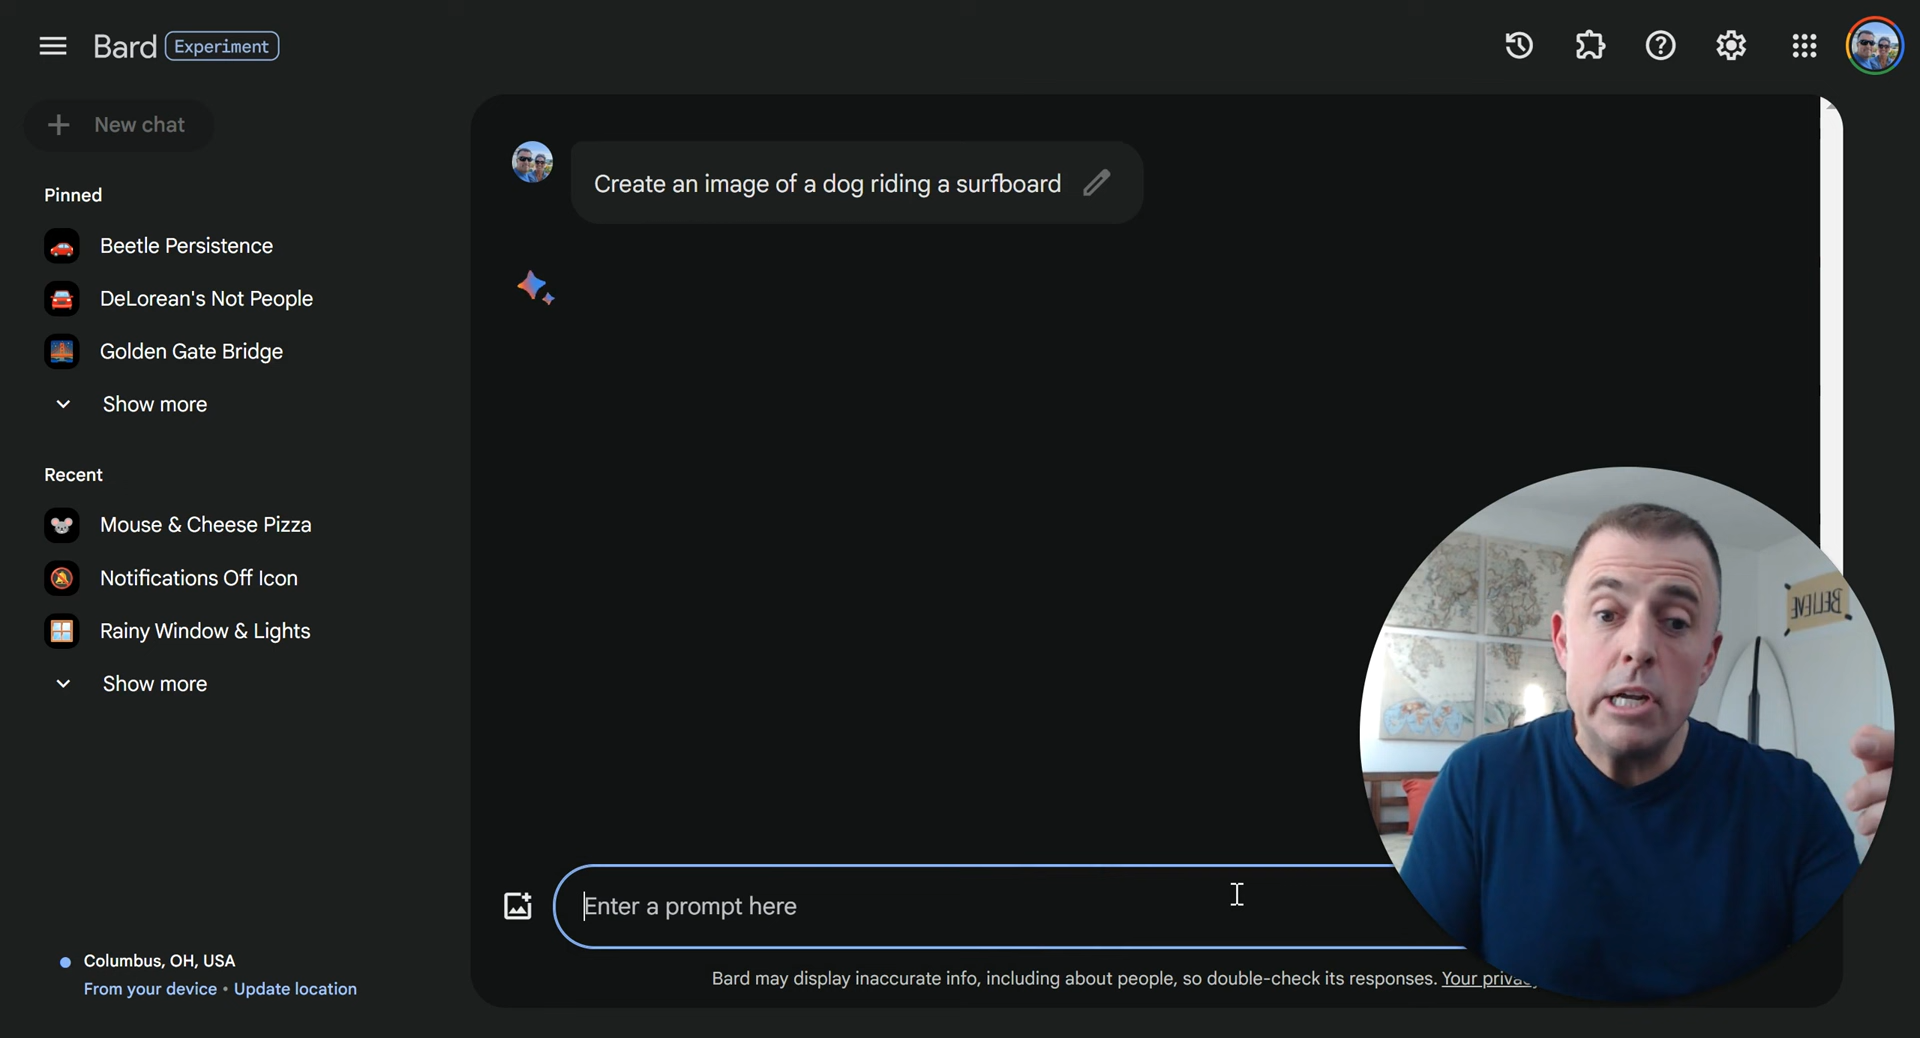 Bard Experiment
New chat
Pinned
Beetle Persistence
DeLorean's Not People
Golden Gate Bridge
Show more
Recent
Mouse & Cheese Pizza
Notifications Off Icon
Rainy Window & Lights
Show more
Columbus, OH, USA
From your device • Update location
Create an image of a dog riding a surfboard
Enter a prompt here
Bard may display inaccurate info, including about people, so double-check its responses. Your
BELIEVE